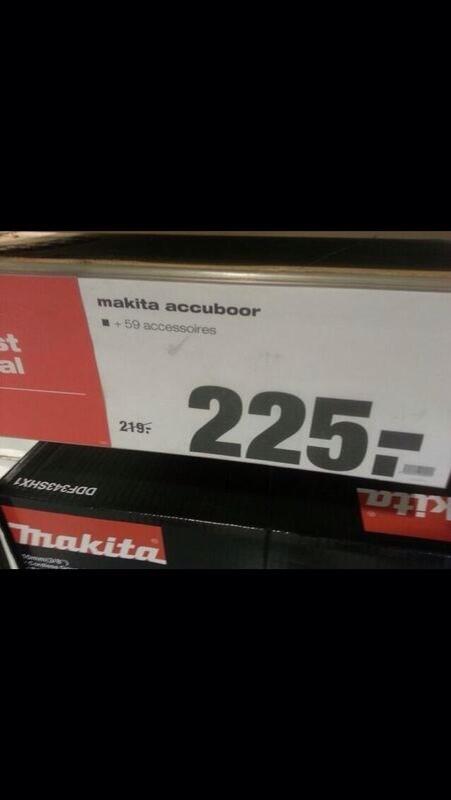 makita accuboor
+ 59 accessoires
st
al
219.-
225.-
DDF343SHX1
makita
kita